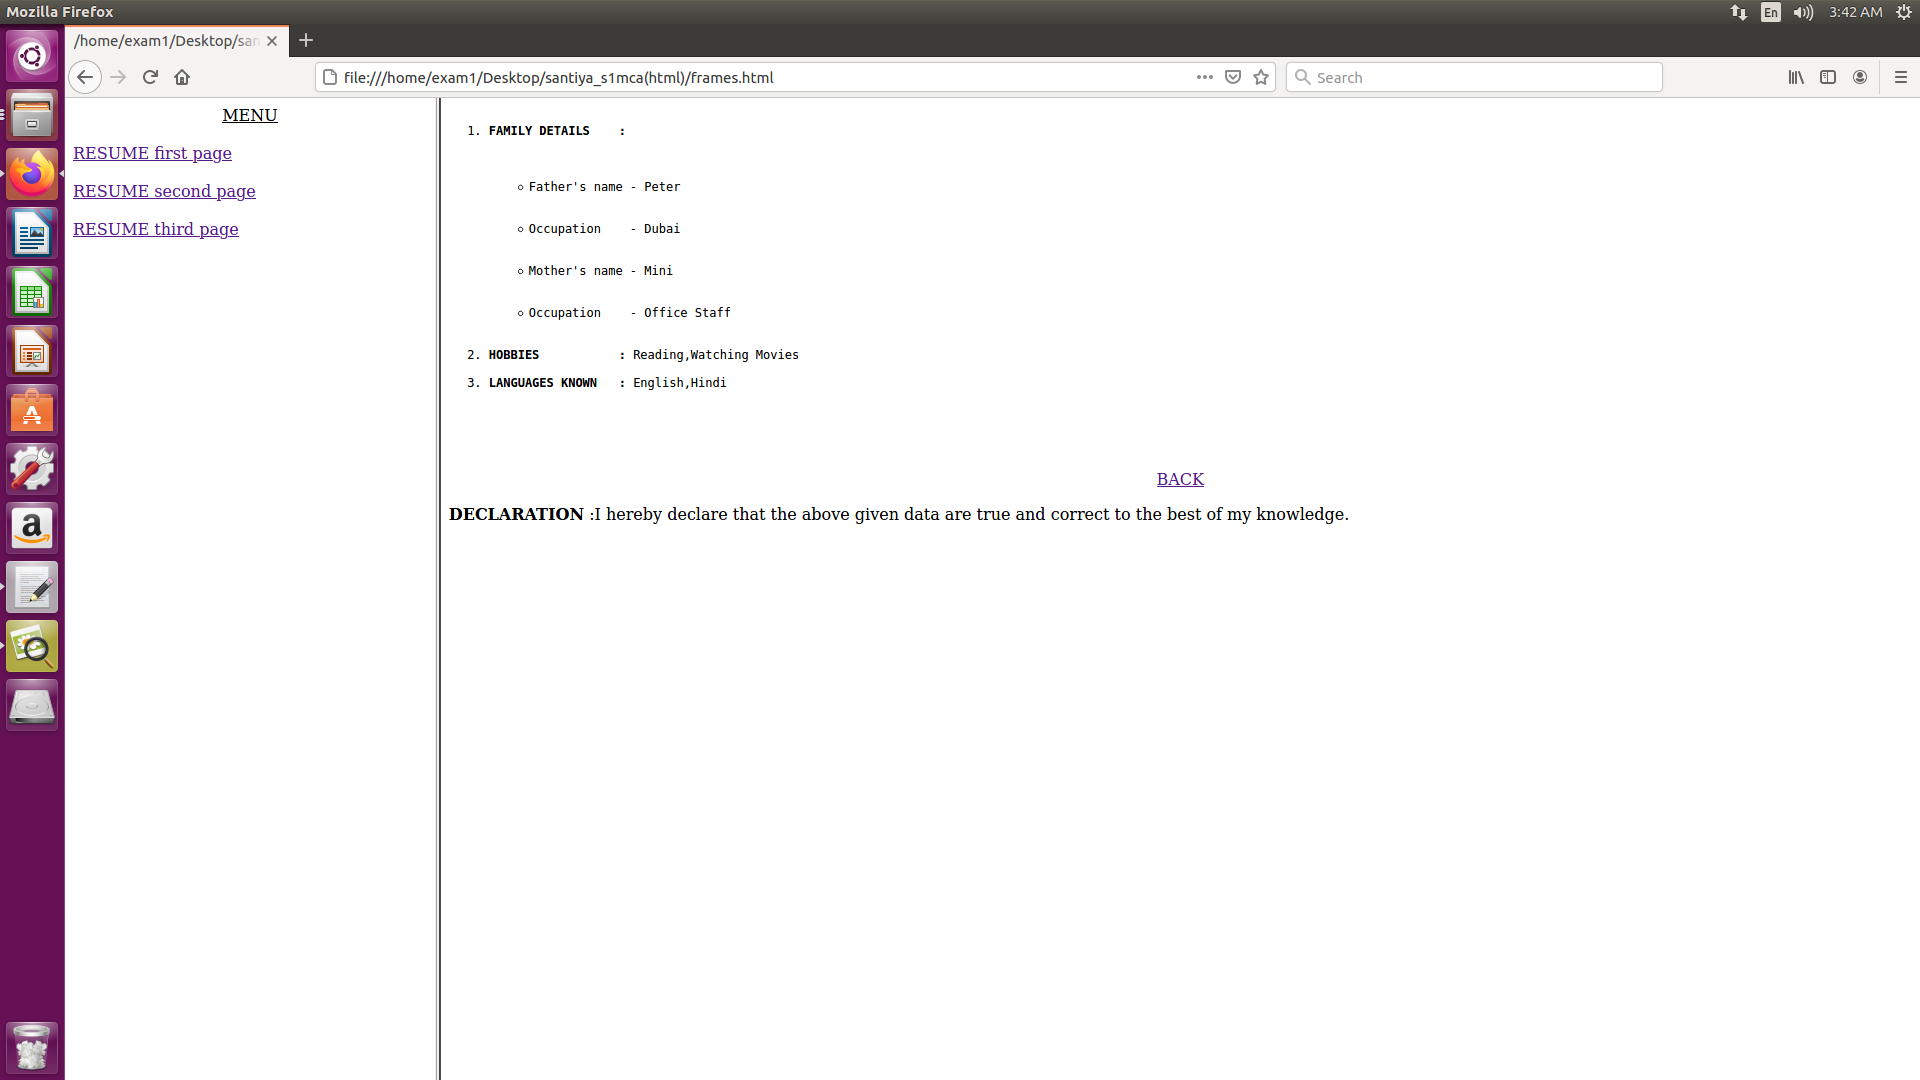 Mozilla Firefox
En
3:42 AM
/home/exam1/Desktop/san
file:///home/exam1/Desktop/santiya_s1mca(html)/frames.html
Search
MENU
RESUME first page
RESUME second page
RESUME third page
1. FAMILY DETAILS :
Father's name - Peter
Occupation - Dubai
Mother's name - Mini
Occupation - Office Staff
2. HOBBIES : Reading,Watching Movies
3. LANGUAGES KNOWN : English,Hindi
BACK
DECLARATION :I hereby declare that the above given data are true and correct to the best of my knowledge.